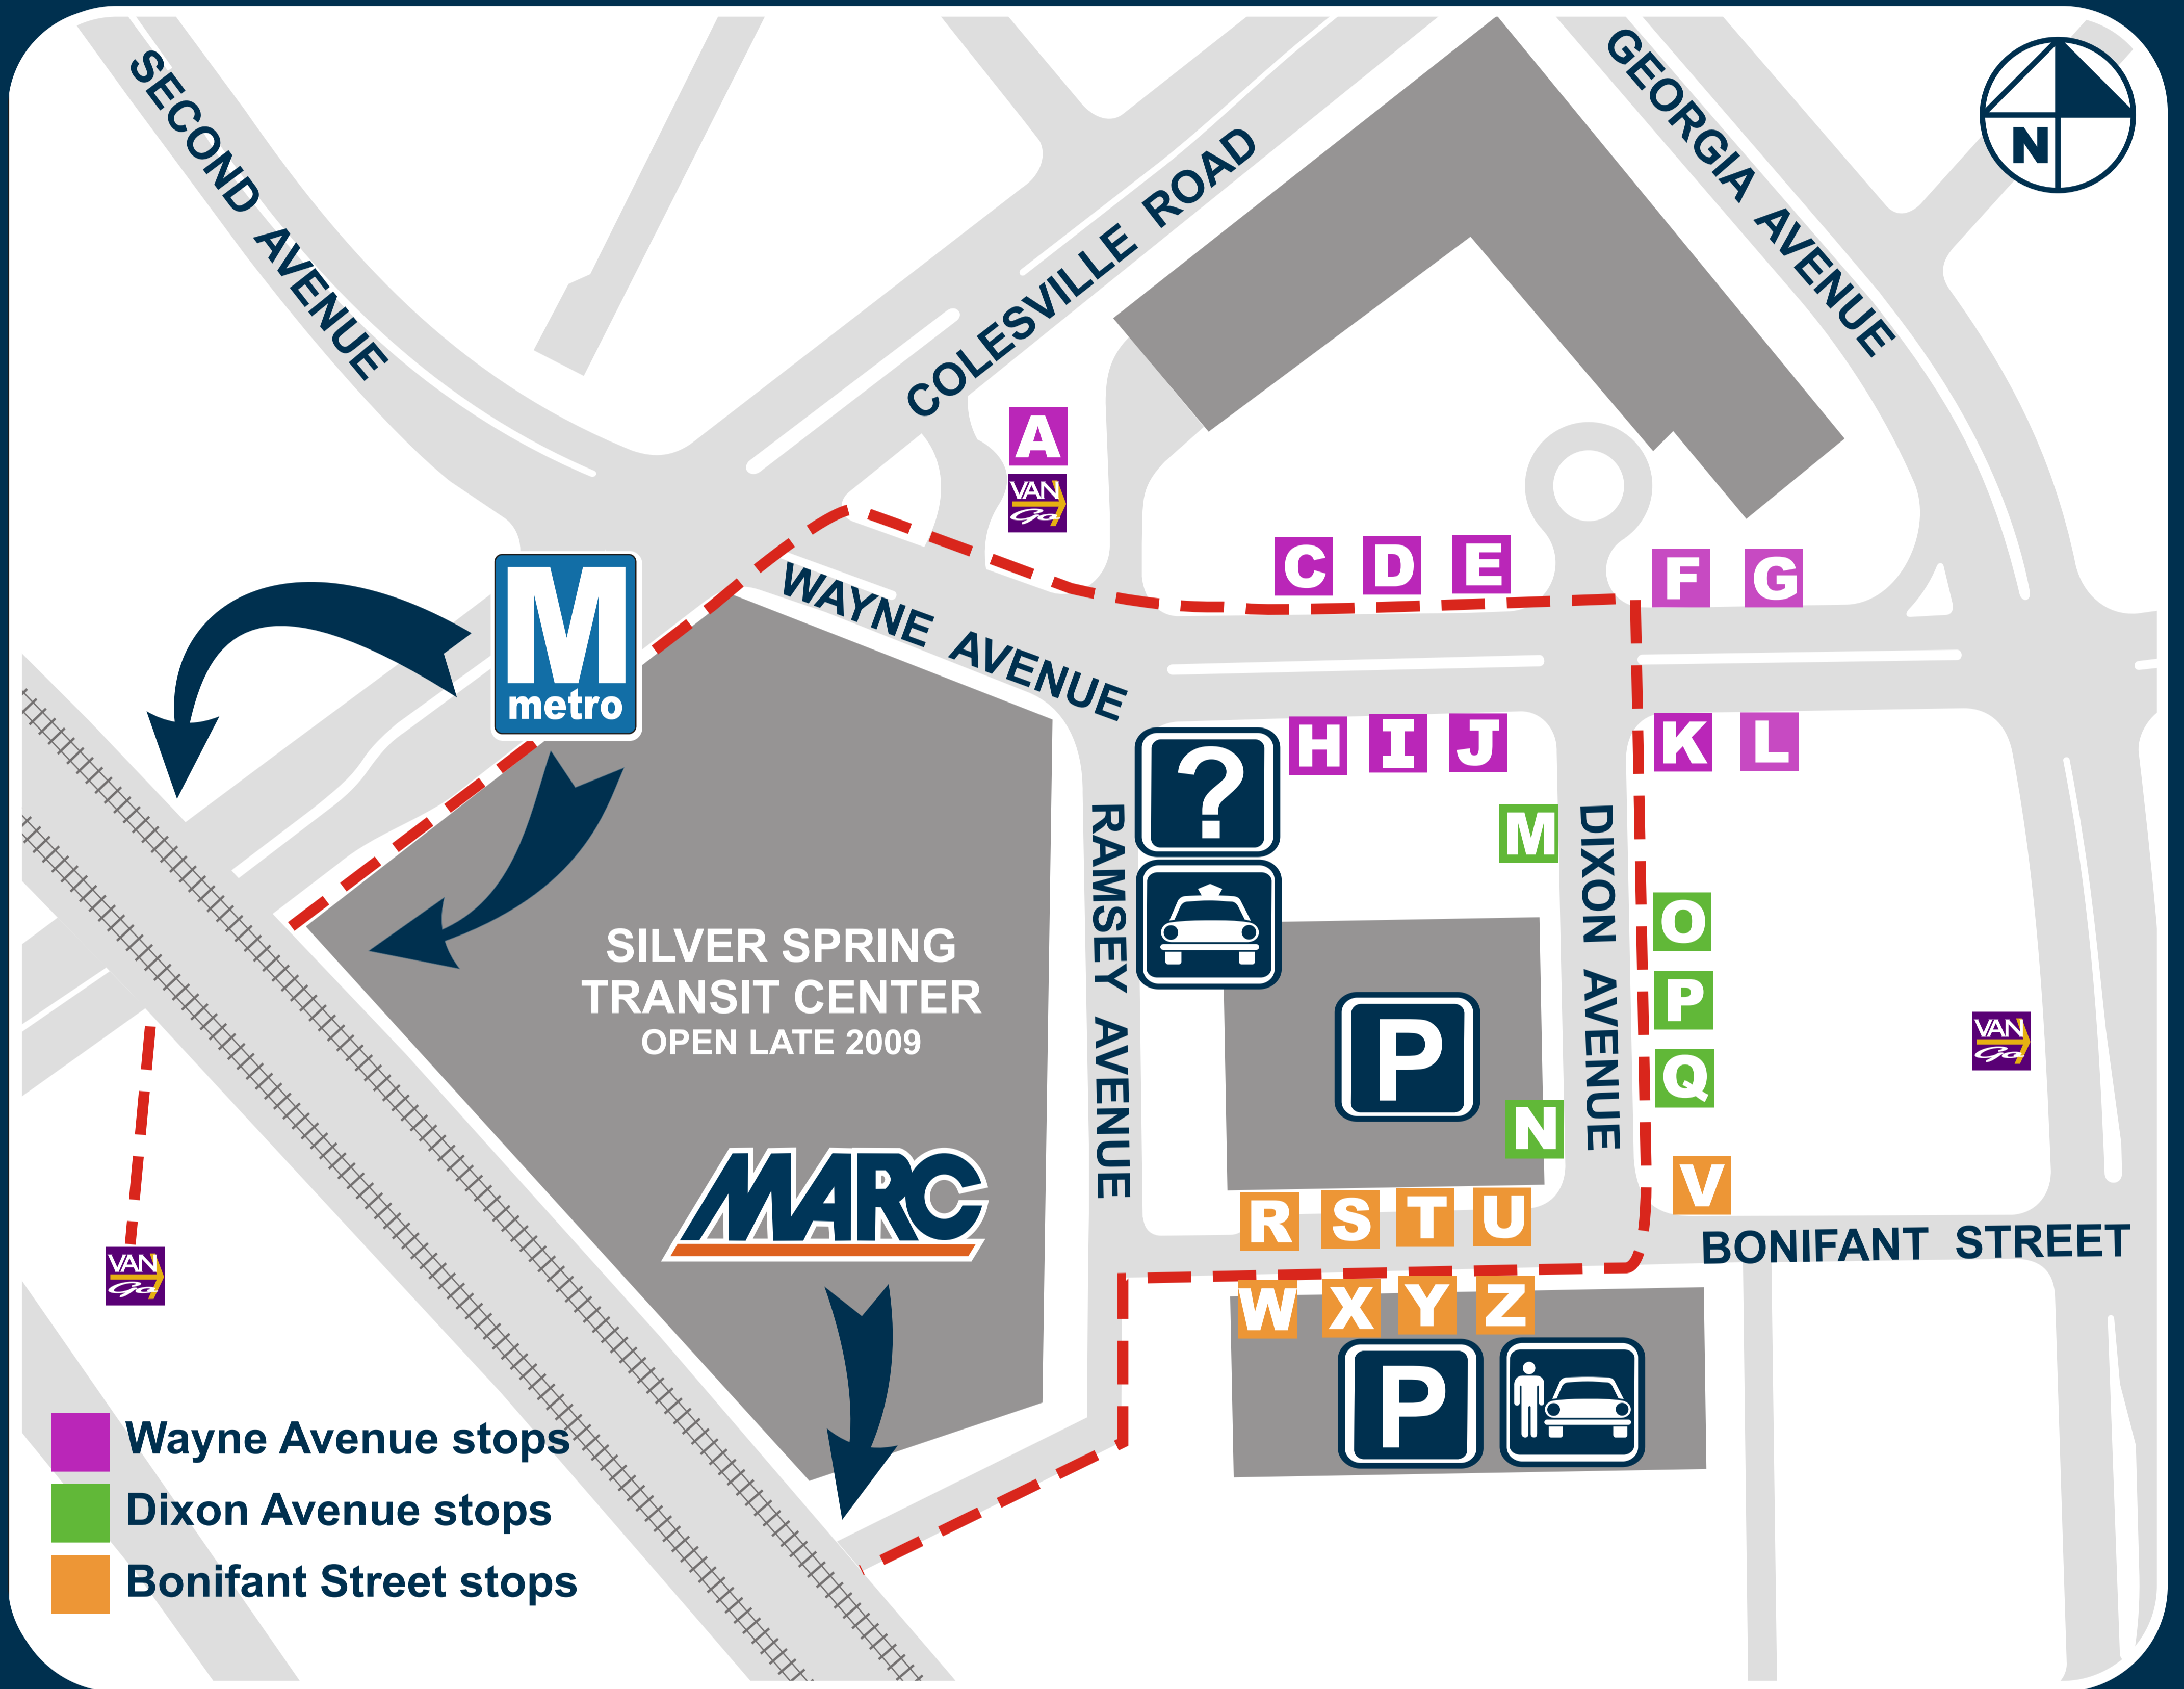 SECOND AVENUE
GEORGIA AVENUE
N
COLESVILLE ROAD
A
VAN
Go
C D E
F G
WAYNE AVENUE
M
metro
H I J
K L
?
M
RAMSEY AVENUE
DIXON AVENUE
O
P
Q
SILVER SPRING
TRANSIT CENTER
OPEN LATE 2009
P
VAN
Go
N
MARC
V
R S T U
BONIFANT STREET
VAN
Go
W X Y Z
P
Wayne Avenue stops
Dixon Avenue stops
Bonifant Street stops